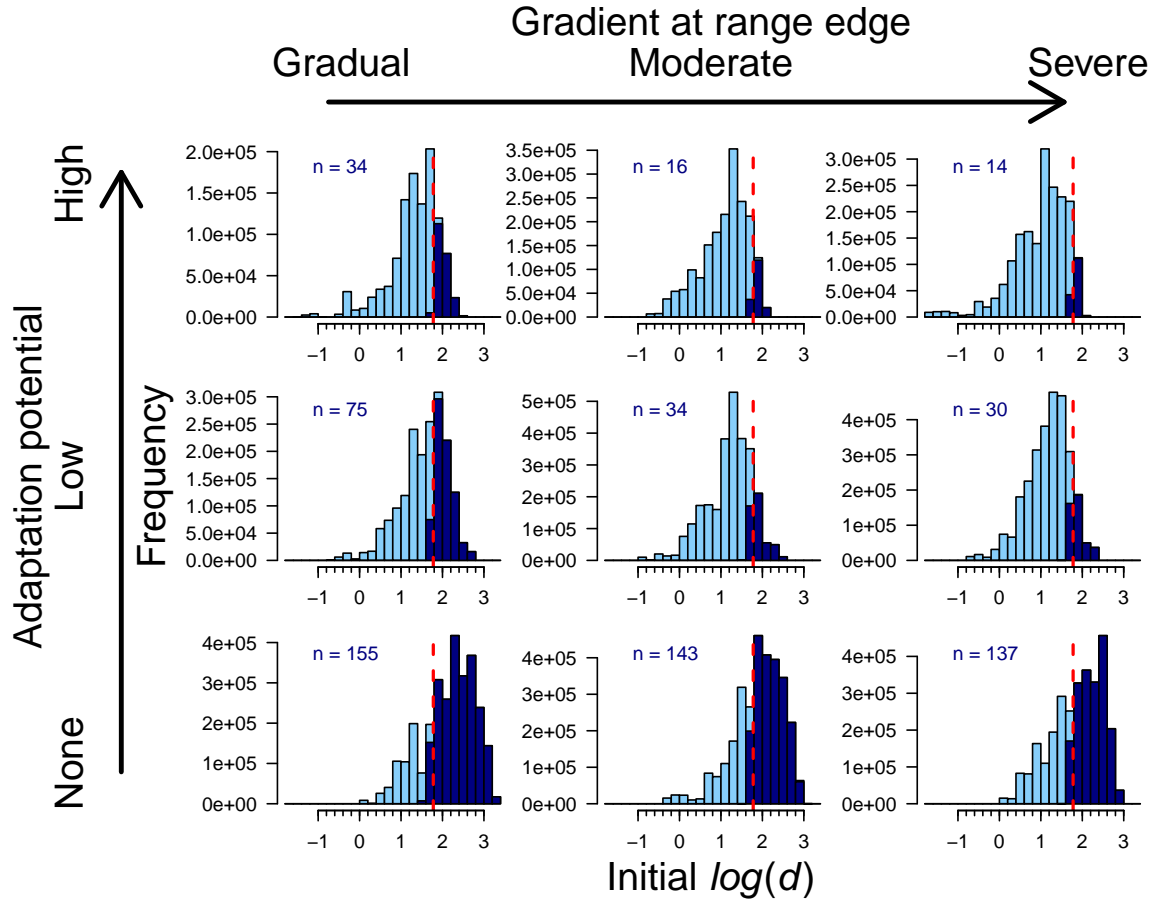 Gradient at range edge
Gradual Moderate Severe
Adaptation potential
High Low None
Frequency
n = 34
2.0e+05
1.5e+05
1.0e+05
5.0e+04
0.0e+00
−1 0 1 2 3
n = 16
3.5e+05
3.0e+05
2.5e+05
2.0e+05
1.5e+05
1.0e+05
5.0e+04
0.0e+00
−1 0 1 2 3
n = 14
3.0e+05
2.5e+05
2.0e+05
1.5e+05
1.0e+05
5.0e+04
0.0e+00
−1 0 1 2 3
n = 75
3.0e+05
2.5e+05
2.0e+05
1.5e+05
1.0e+05
5.0e+04
0.0e+00
−1 0 1 2 3
n = 34
5e+05
4e+05
3e+05
2e+05
1e+05
0e+00
−1 0 1 2 3
n = 30
4e+05
3e+05
2e+05
1e+05
0e+00
−1 0 1 2 3
n = 155
4e+05
3e+05
2e+05
1e+05
0e+00
−1 0 1 2 3
n = 143
4e+05
3e+05
2e+05
1e+05
0e+00
−1 0 1 2 3
n = 137
4e+05
3e+05
2e+05
1e+05
0e+00
−1 0 1 2 3
Initial log(d)